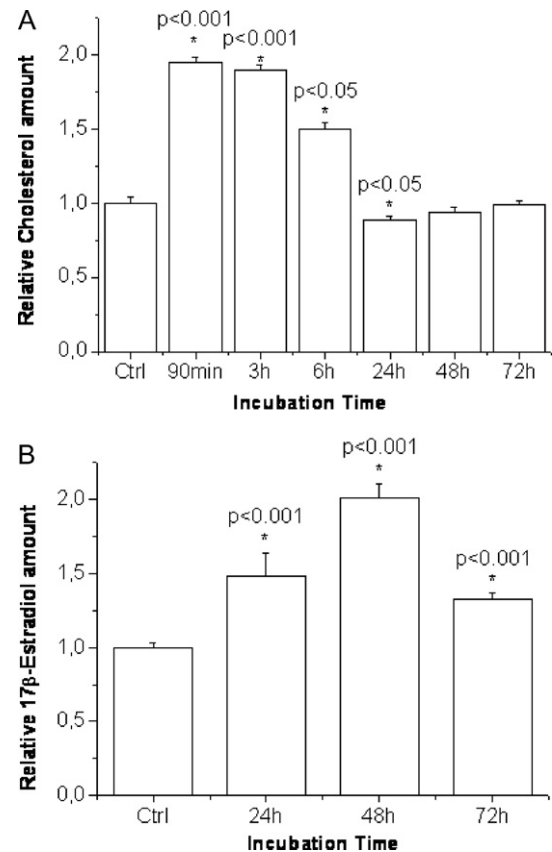 A
p<0.001
*
p<0.001
*
p<0.05
*
p<0.05
*
Relative Cholesterol amount
2,0
1,5
1,0
0,5
0,0
Ctrl 90min 3h 6h 24h 48h 72h
Incubation Time
B
p<0.001
*
p<0.001
*
p<0.001
*
Relative 17β-Estradiol amount
2,0
1,5
1,0
0,5
0,0
Ctrl 24h 48h 72h
Incubation Time